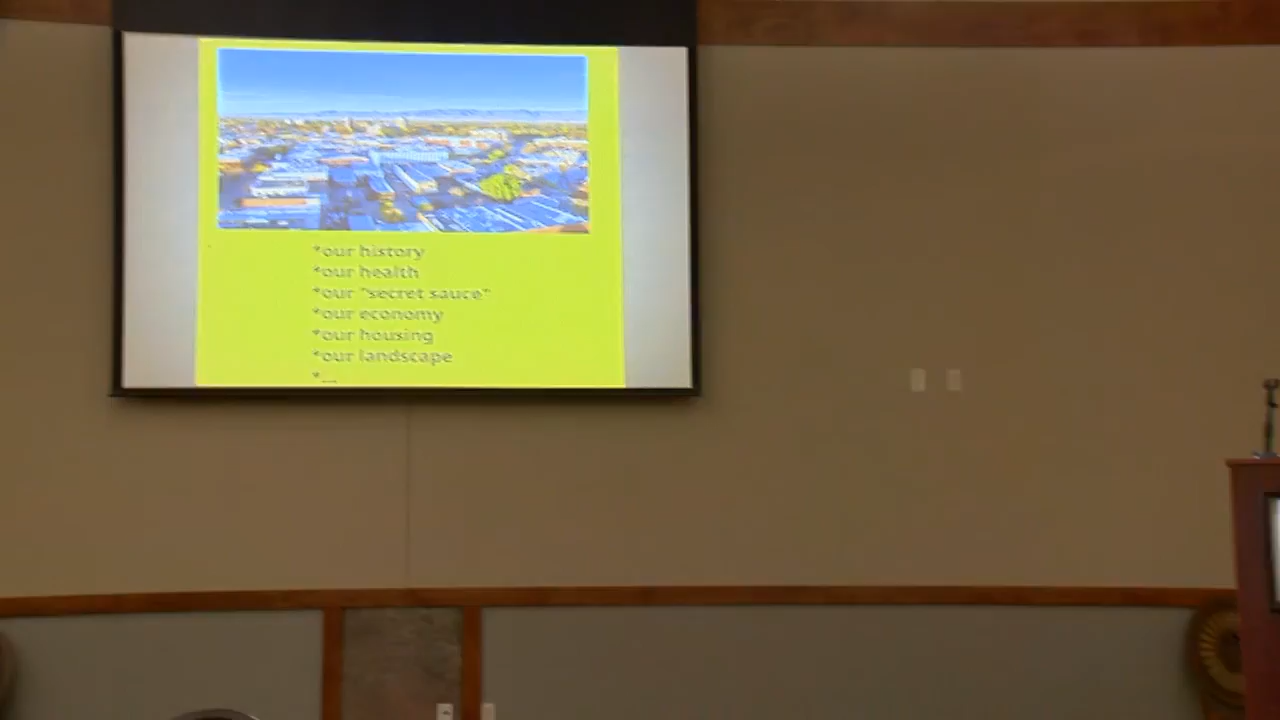 *our history
*our health
*our "secret sauce"
*our economy
*our housing
*our landscape
*...